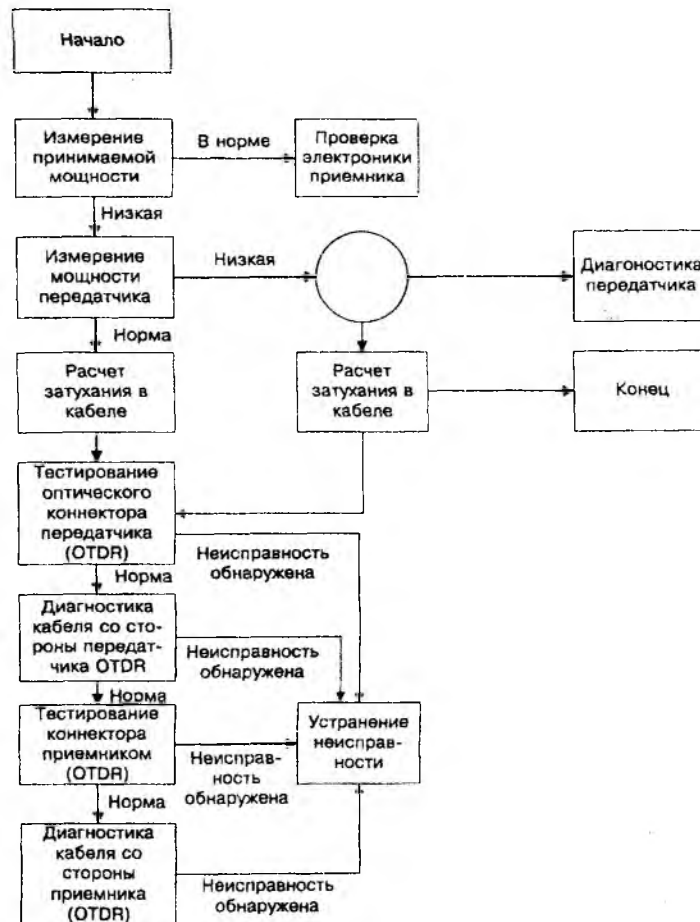 Начало
Измерение
принимаемой
мощности
В норме
Проверка
электроники
приемника
Низкая
Измерение
мощности
передатчика
Низкая
Диагоностика
передатчика
Норма
Расчет
затухания в
кабеле
Расчет
затухания в
кабеле
Конец
Тестирование
оптического
коннектора
передатчика
(OTDR)
Неисправность
обнаружена
Норма
Диагностика
кабеля со сто-
роны передат-
чика OTDR
Неисправность
обнаружена
Норма
Тестирование
коннектора
приемником
(OTDR)
Неисправ-
ность
обнаружена
Устранение
неисправ-
ности
Норма
Диагностика
кабеля со
стороны
приемника
(OTDR)
Неисправность
обнаружена